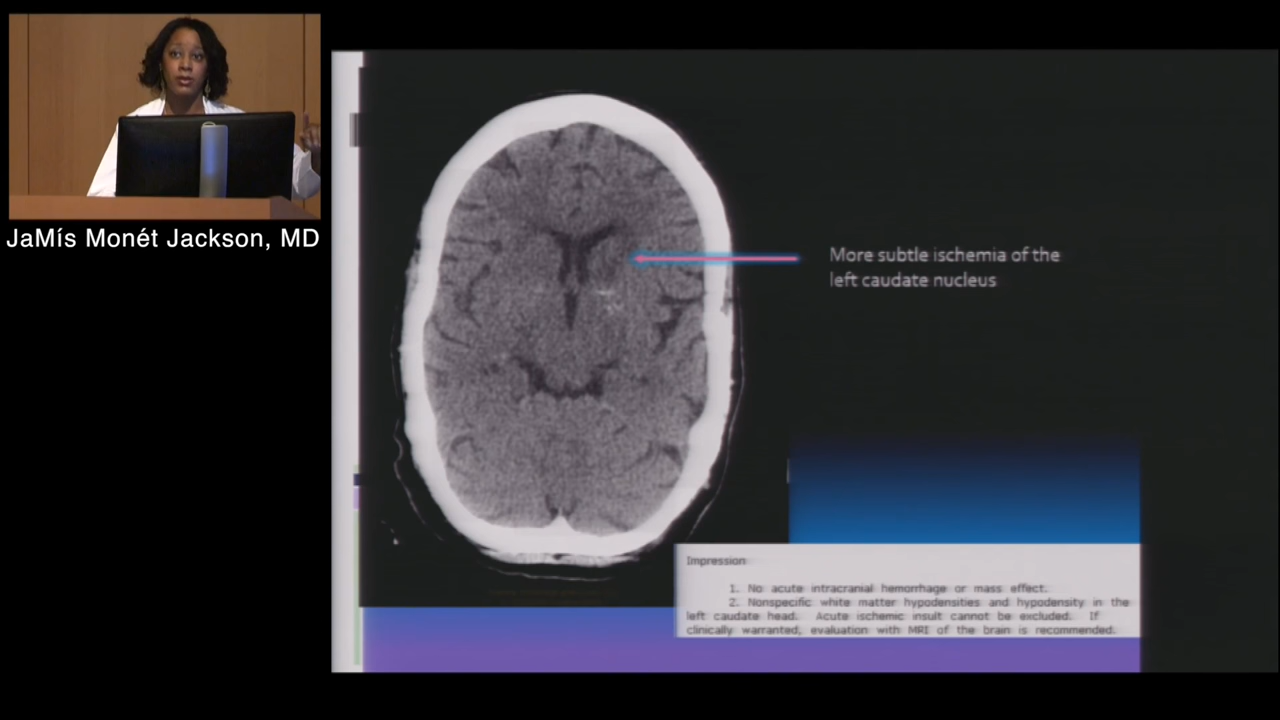 JaMís Monét Jackson, MD
More subtle ischemia of the
left caudate nucleus
Impression
1. No acute intracranial hemorrhage or mass effect.
2. Nonspecific white matter hypodensities and hypodensity in the
left caudate head. Acute ischemic insult cannot be excluded. If
clinically warranted, evaluation with MRI of the brain is recommended.